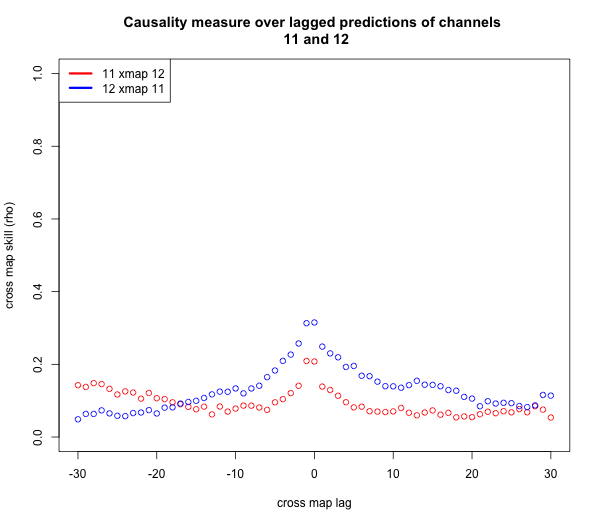 Causality measure over lagged predictions of channels
11 and 12
11 xmap 12
12 xmap 11
cross map skill (rho)
1.0
0.8
0.6
0.4
0.2
0.0
-30 -20 -10 0 10 20 30
cross map lag